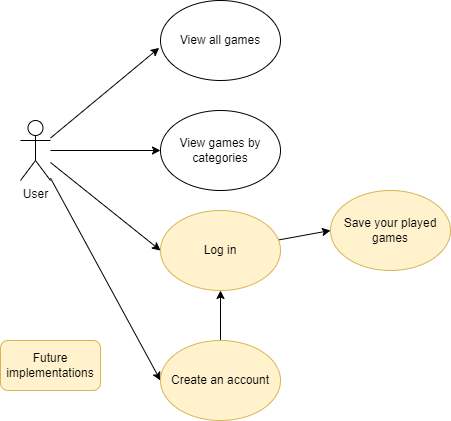 View all games
View games by
categories
User
Save your played
games
Log in
Future
implementations
Create an account